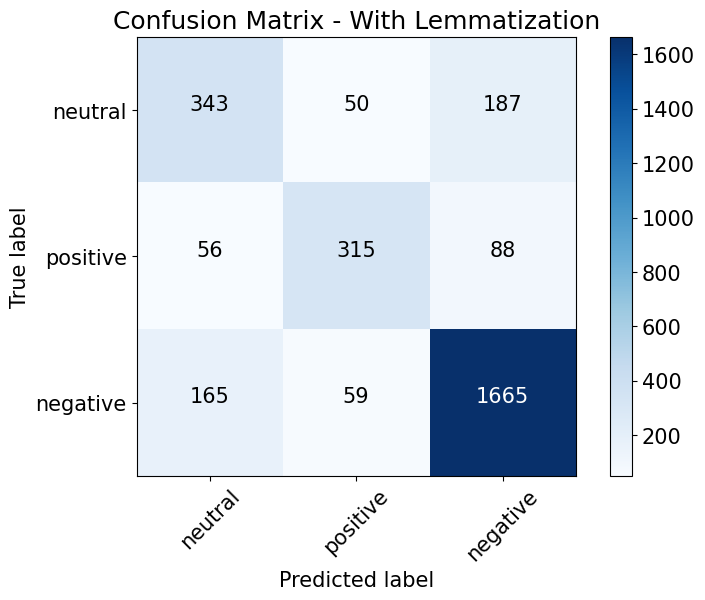 Confusion Matrix - With Lemmatization
True label
neutral 343 50 187
positive 56 315 88
negative 165 59 1665
neutral positive negative
Predicted label
1600
1400
1200
1000
800
600
400
200